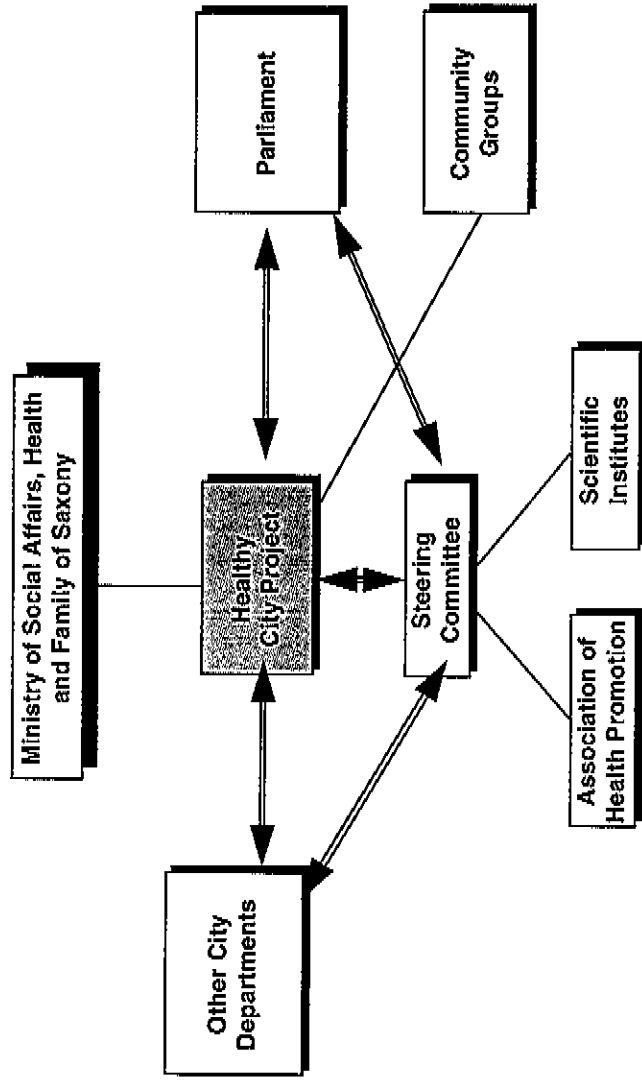 Ministry of Social Affairs, Health
and Family of Saxony
Other City
Departments
Healthy
City Project
Parliament
Steering
Committee
Community
Groups
Association of
Health Promotion
Scientific
Institutes